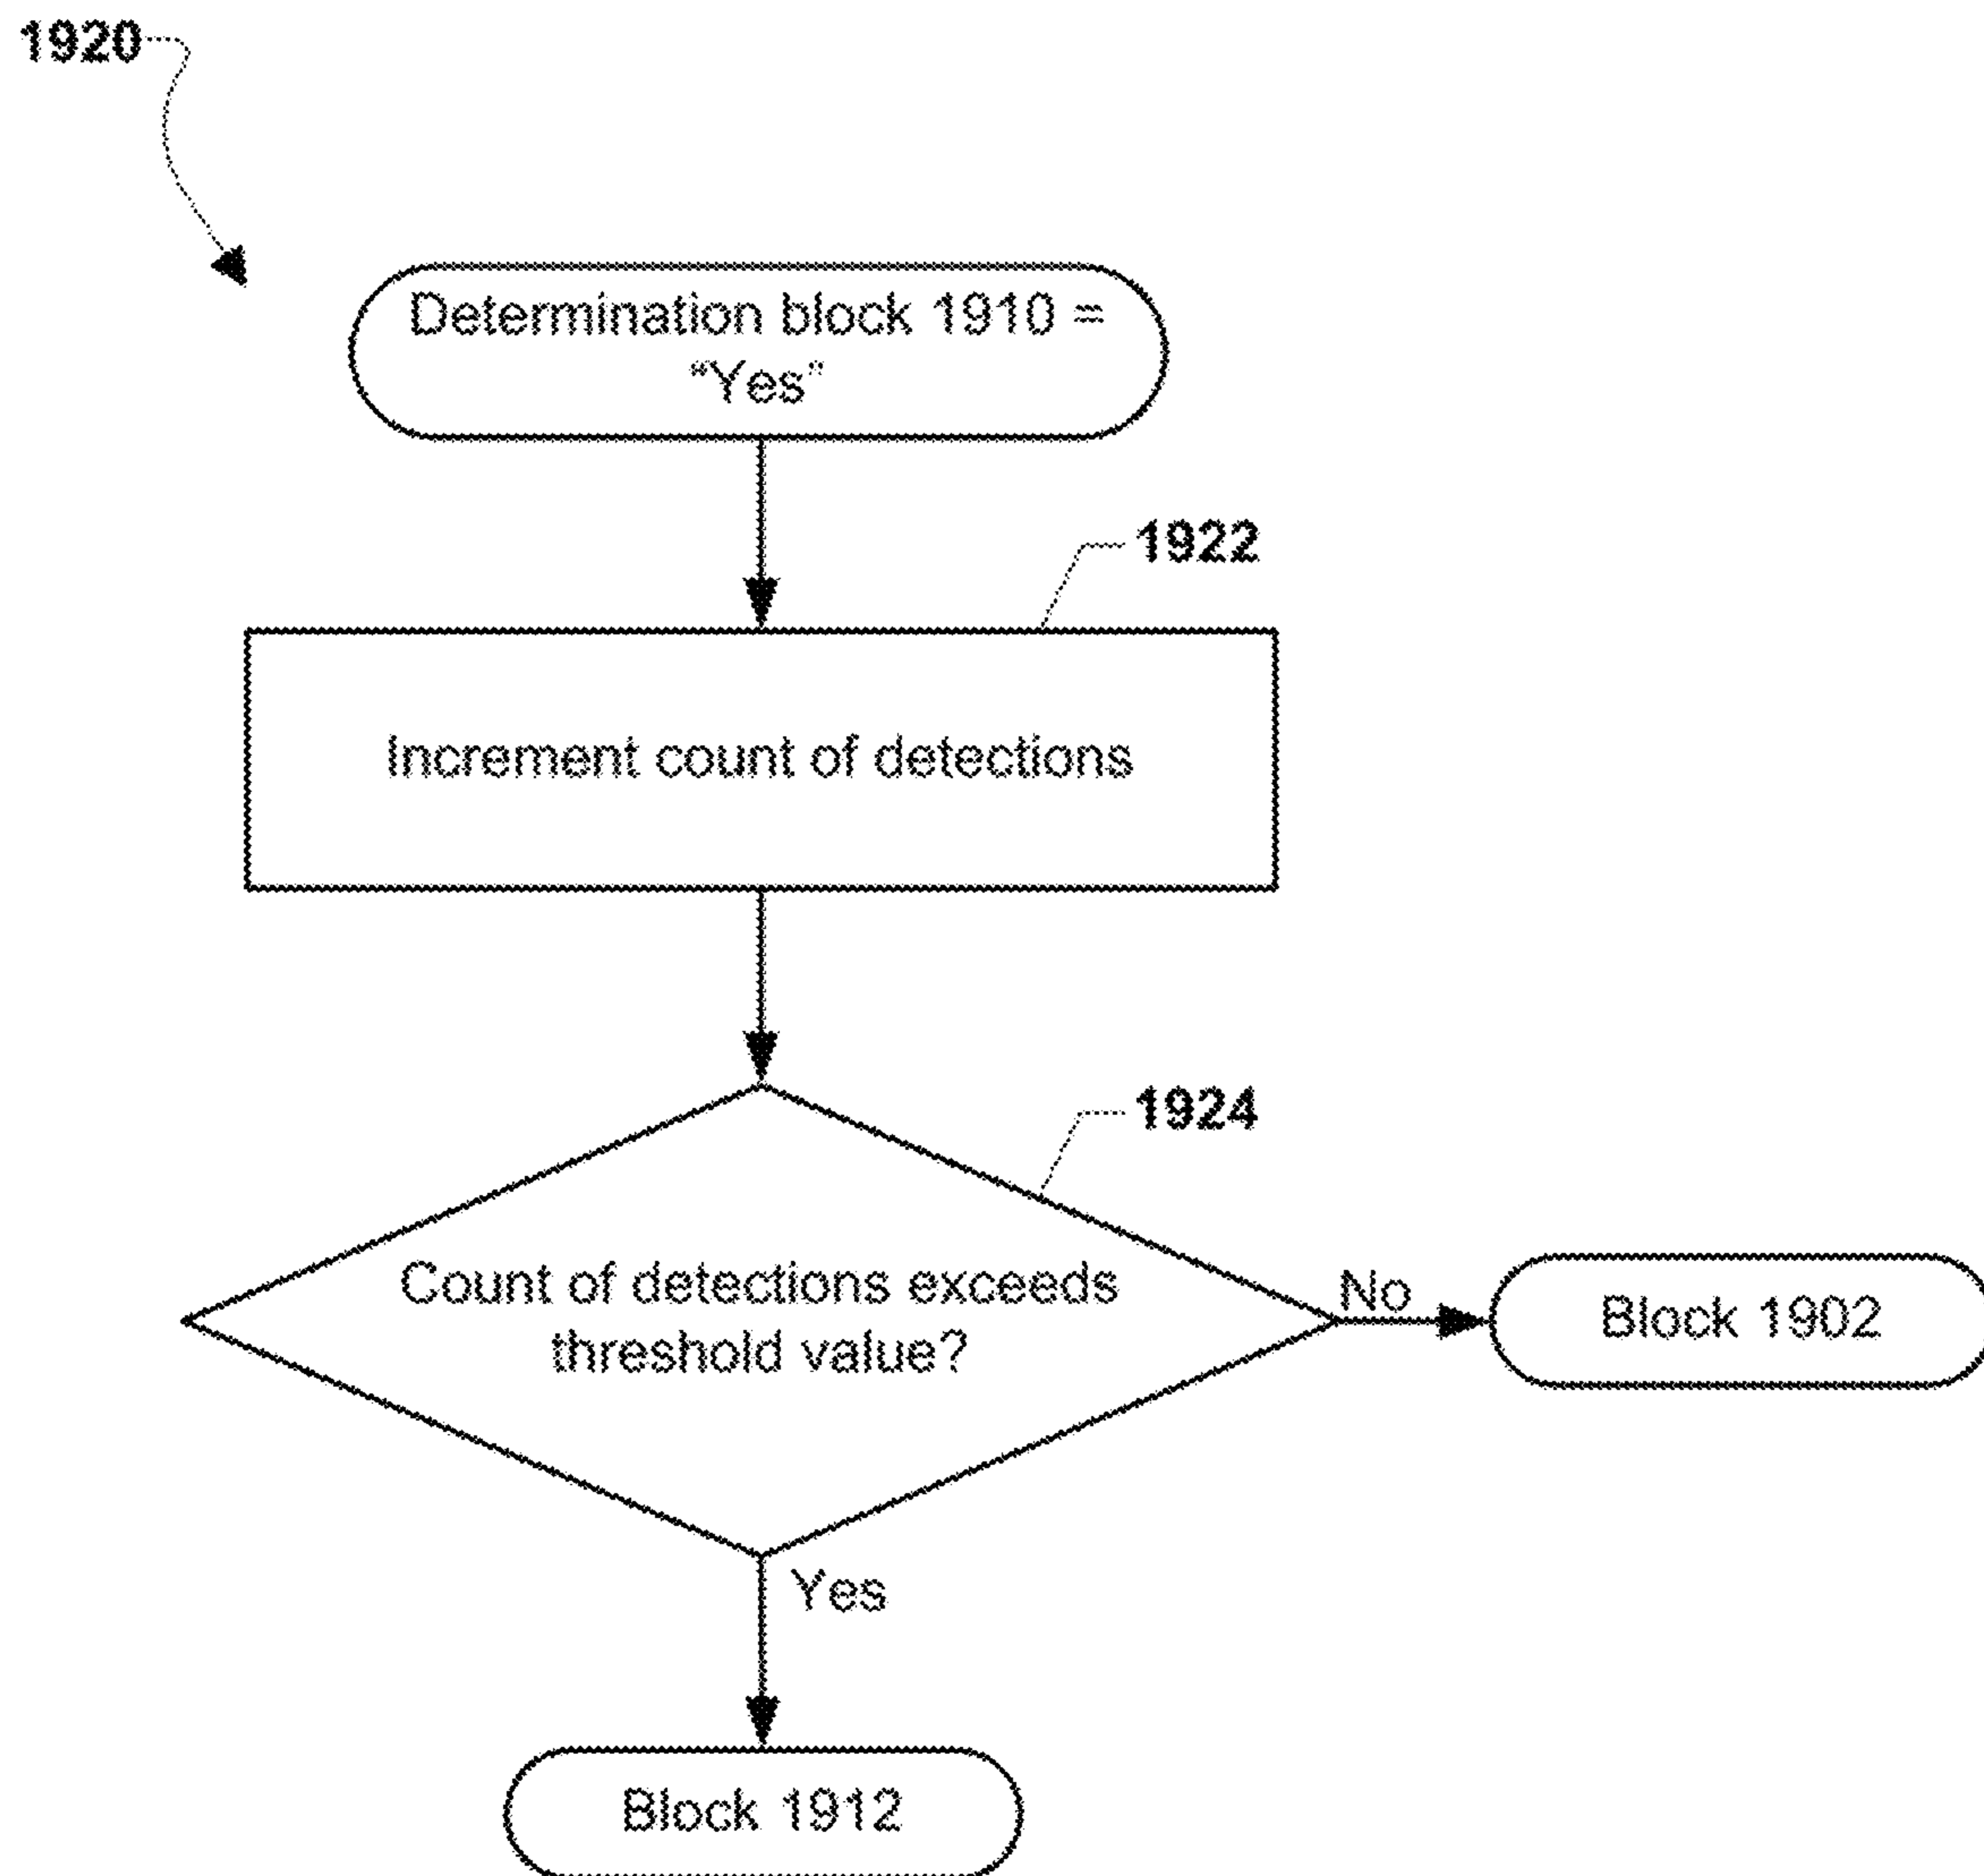 1920
Determination block 1910 =
“Yes”
1922
Increment count of detections
1924
Count of detections exceeds
threshold value?
No
Block 1902
Yes
Block 1912